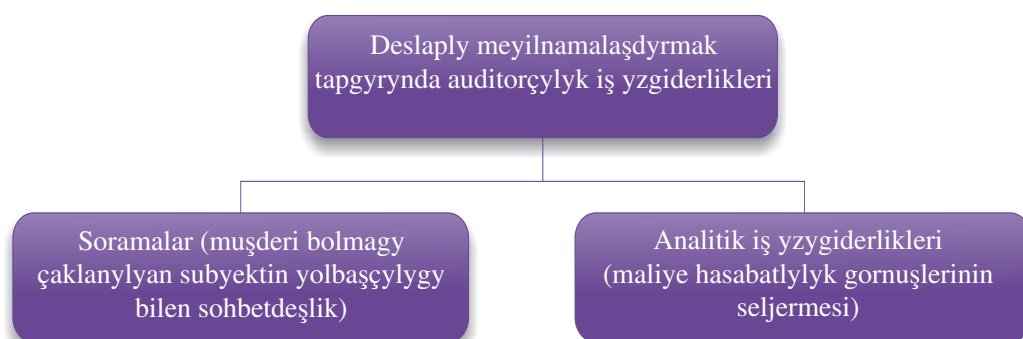 Deslaply meyilnamalaşdyrmak
tapgyrynda auditorçylyk iş yzgiderlikleri
Soramalar (muşderi bolmagy
çaklanylyan subyektin yolbaşçylygy
bilen sohbetdeşlik)
Analitik iş yzygiderlikleri
(maliye hasabatlylyk gornuşlerinin
seljermesi)